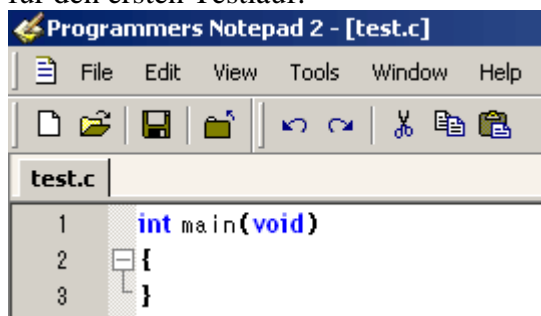 für den ersten Testlauf.
Programmers Notepad 2 - [test.c]
File Edit View Tools Window Help
test.c
1 int main(void)
2 {
3 }